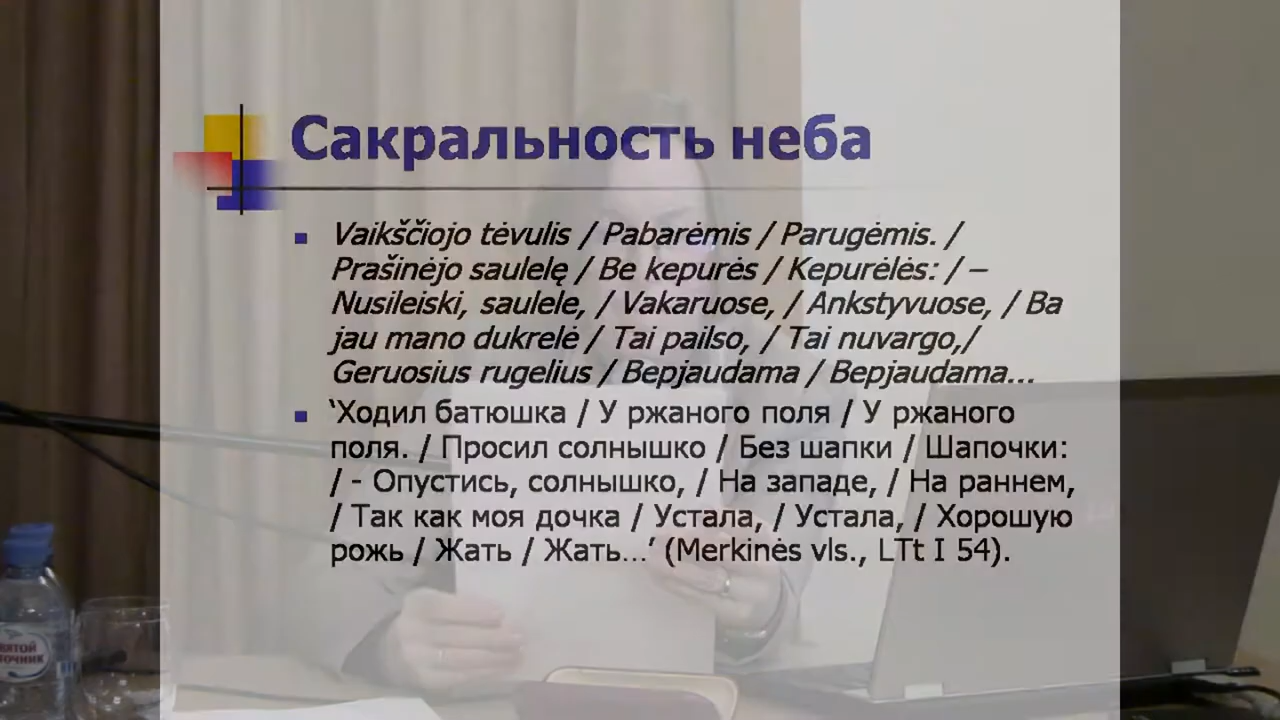 Сакральность неба
Vaikščiojo tėvulis / Pabarėmis / Parugėmis. /
Prašinėjo saulelę / Be kepurės / Kepurėlės: / –
Nusileiski, saulele, / Vakaruose, / Ankstyvuose, / Ba
jau mano dukrelė / Tai pailso, / Tai nuvargo,/
Geruosius rugelius / Bepjaudama / Bepjaudama...
‘Ходил батюшка / У ржаного поля / У ржаного
поля. / Просил солнышко / Без шапки / Шапочки:
/ - Опустись, солнышко, / На западе, / На раннем,
/ Так как моя дочка / Устала, / Устала, / Хорошую
рожь / Жать / Жать…’ (Merkinės vls., LTt I 54).